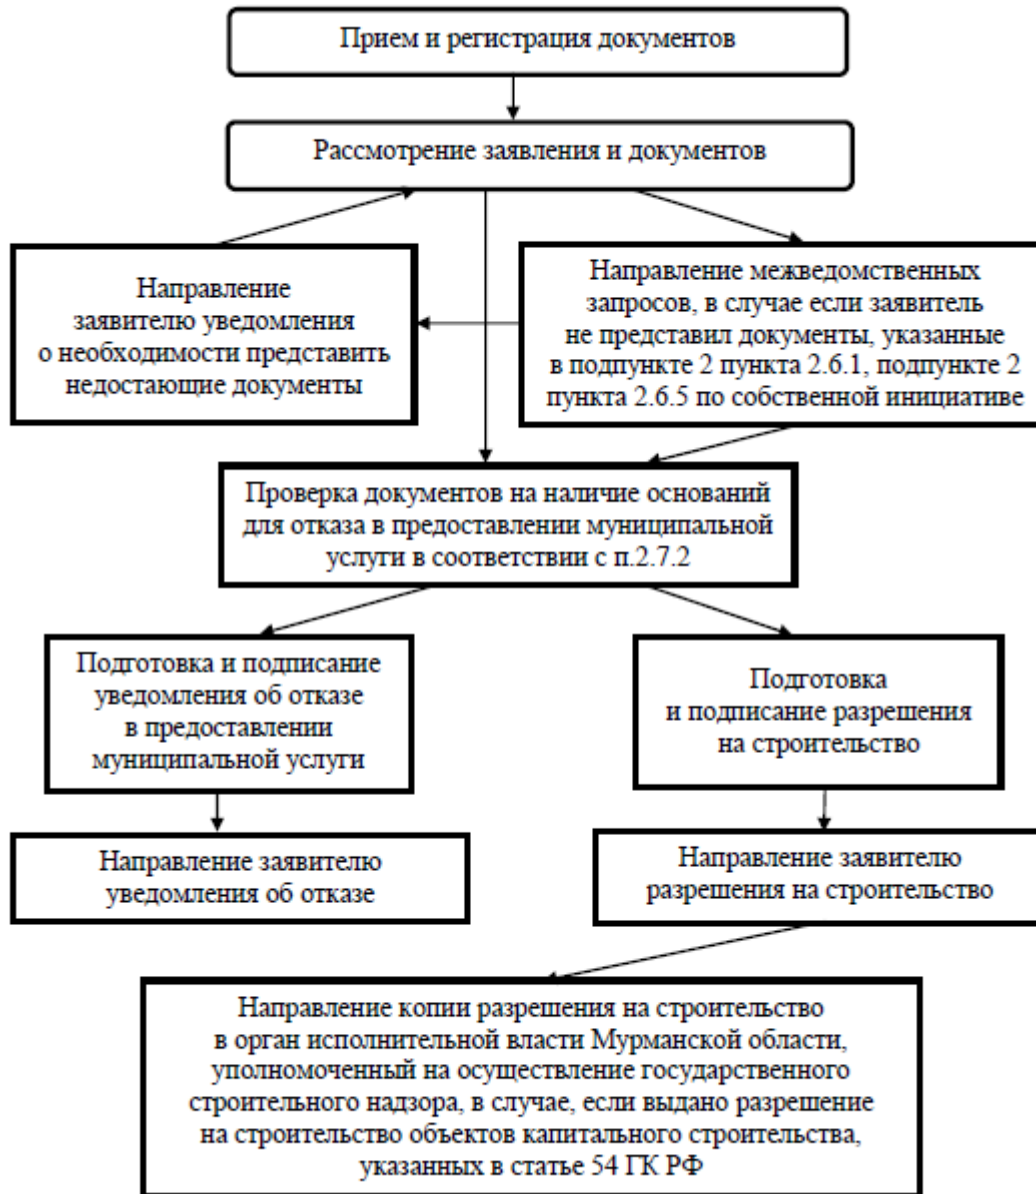 Прием и регистрация документов
Рассмотрение заявления и документов
Направление
заявителю уведомления
о необходимости представить
недостающие документы
Направление межведомственных
запросов, в случае если заявитель
не представил документы, указанные
в подпункте 2 пункта 2.6.1, подпункте 2
пункта 2.6.5 по собственной инициативе
Проверка документов на наличие оснований
для отказа в предоставлении муниципальной
услуги в соответствии с п.2.7.2
Подготовка и подписание
уведомления об отказе
в предоставлении
муниципальной услуги
Подготовка
и подписание разрешения
на строительство
Направление заявителю
уведомления об отказе
Направление заявителю
разрешения на строительство
Направление копии разрешения на строительство
в орган исполнительной власти Мурманской области,
уполномоченный на осуществление государственного
строительного надзора, в случае, если выдано разрешение
на строительство объектов капитального строительства,
указанных в статье 54 ГК РФ